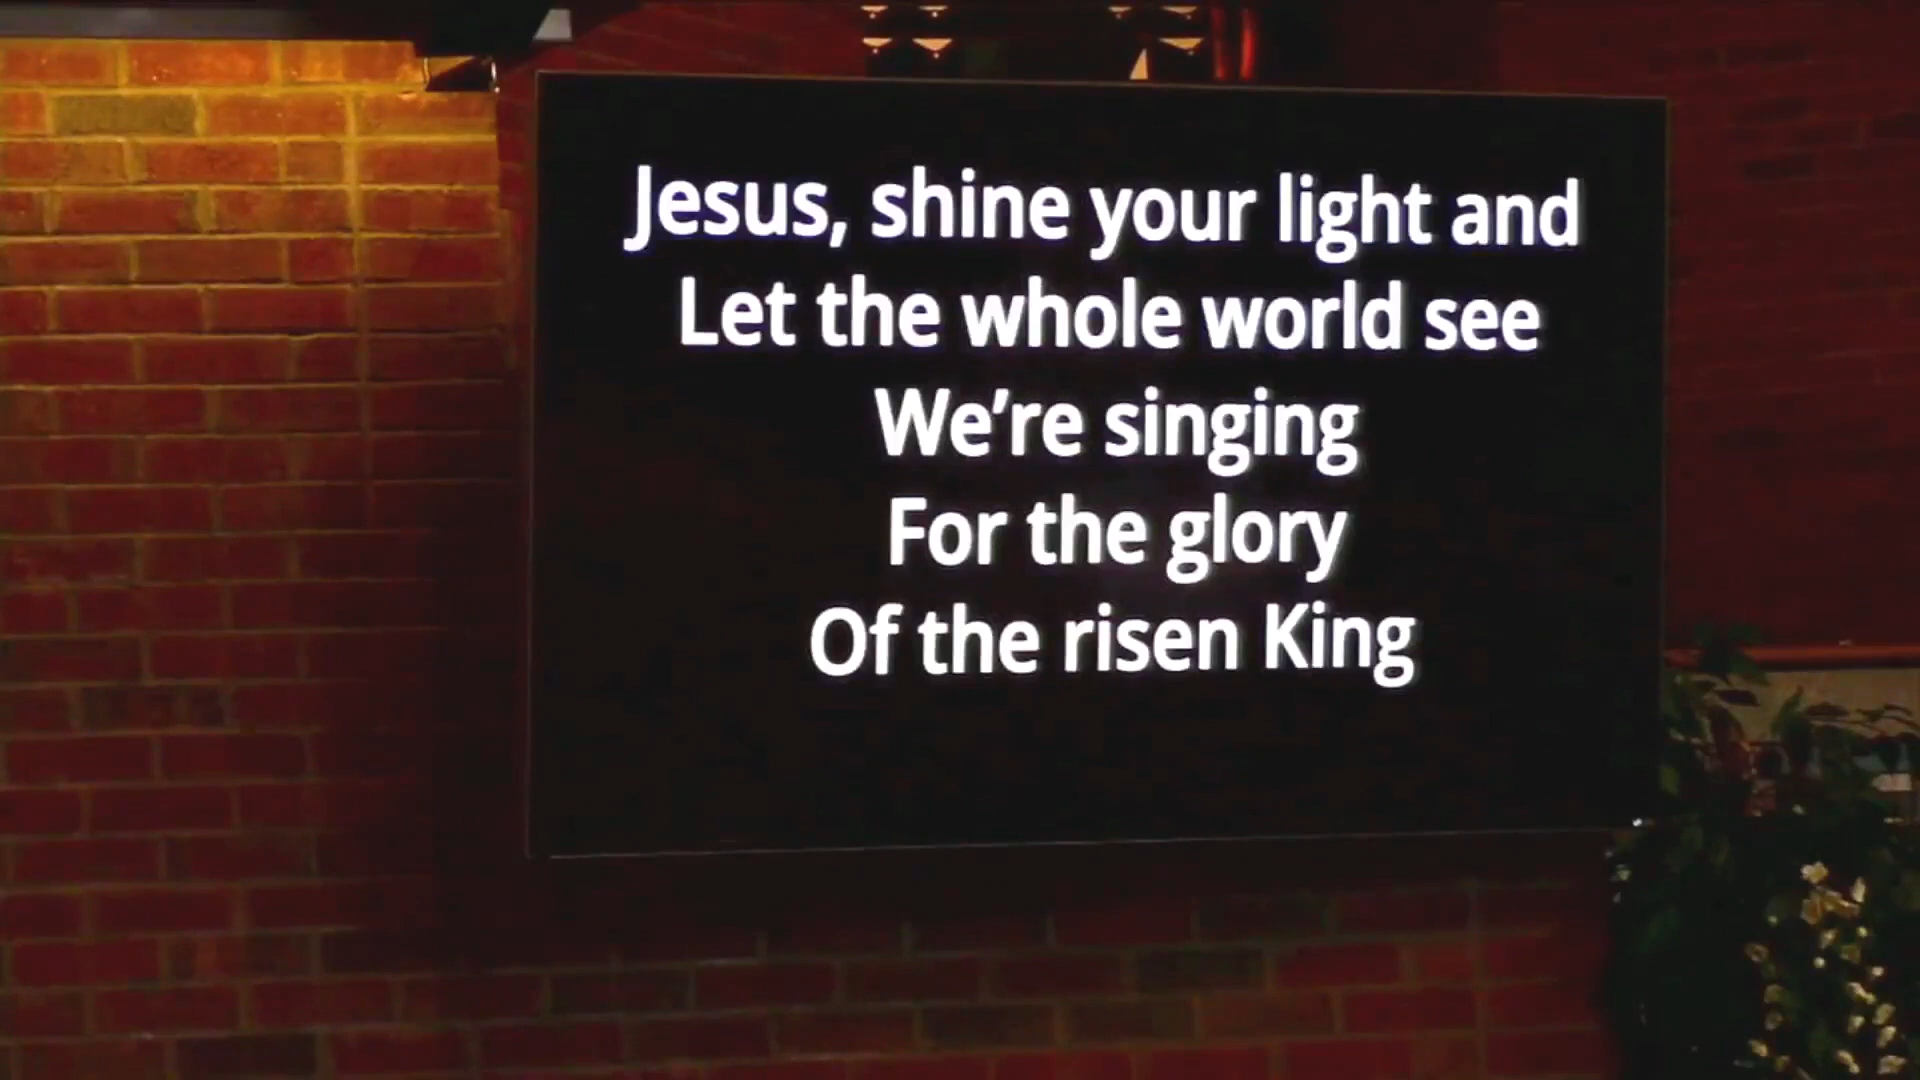 Jesus, shine your light and
Let the whole world see
We’re singing
For the glory
Of the risen King